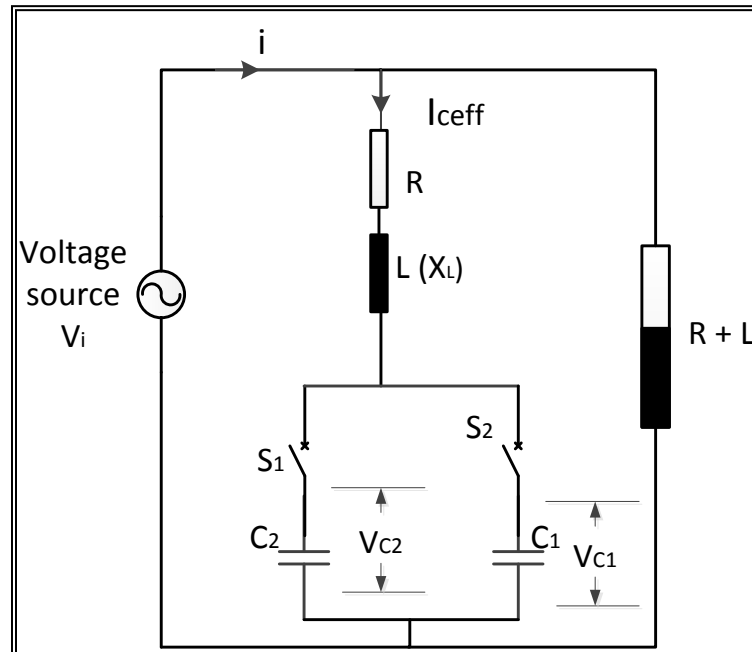 i
Iceff
R
Voltage
source
Vi
L (XL)
R + L
S1
S2
C2
VC2
C1
VC1